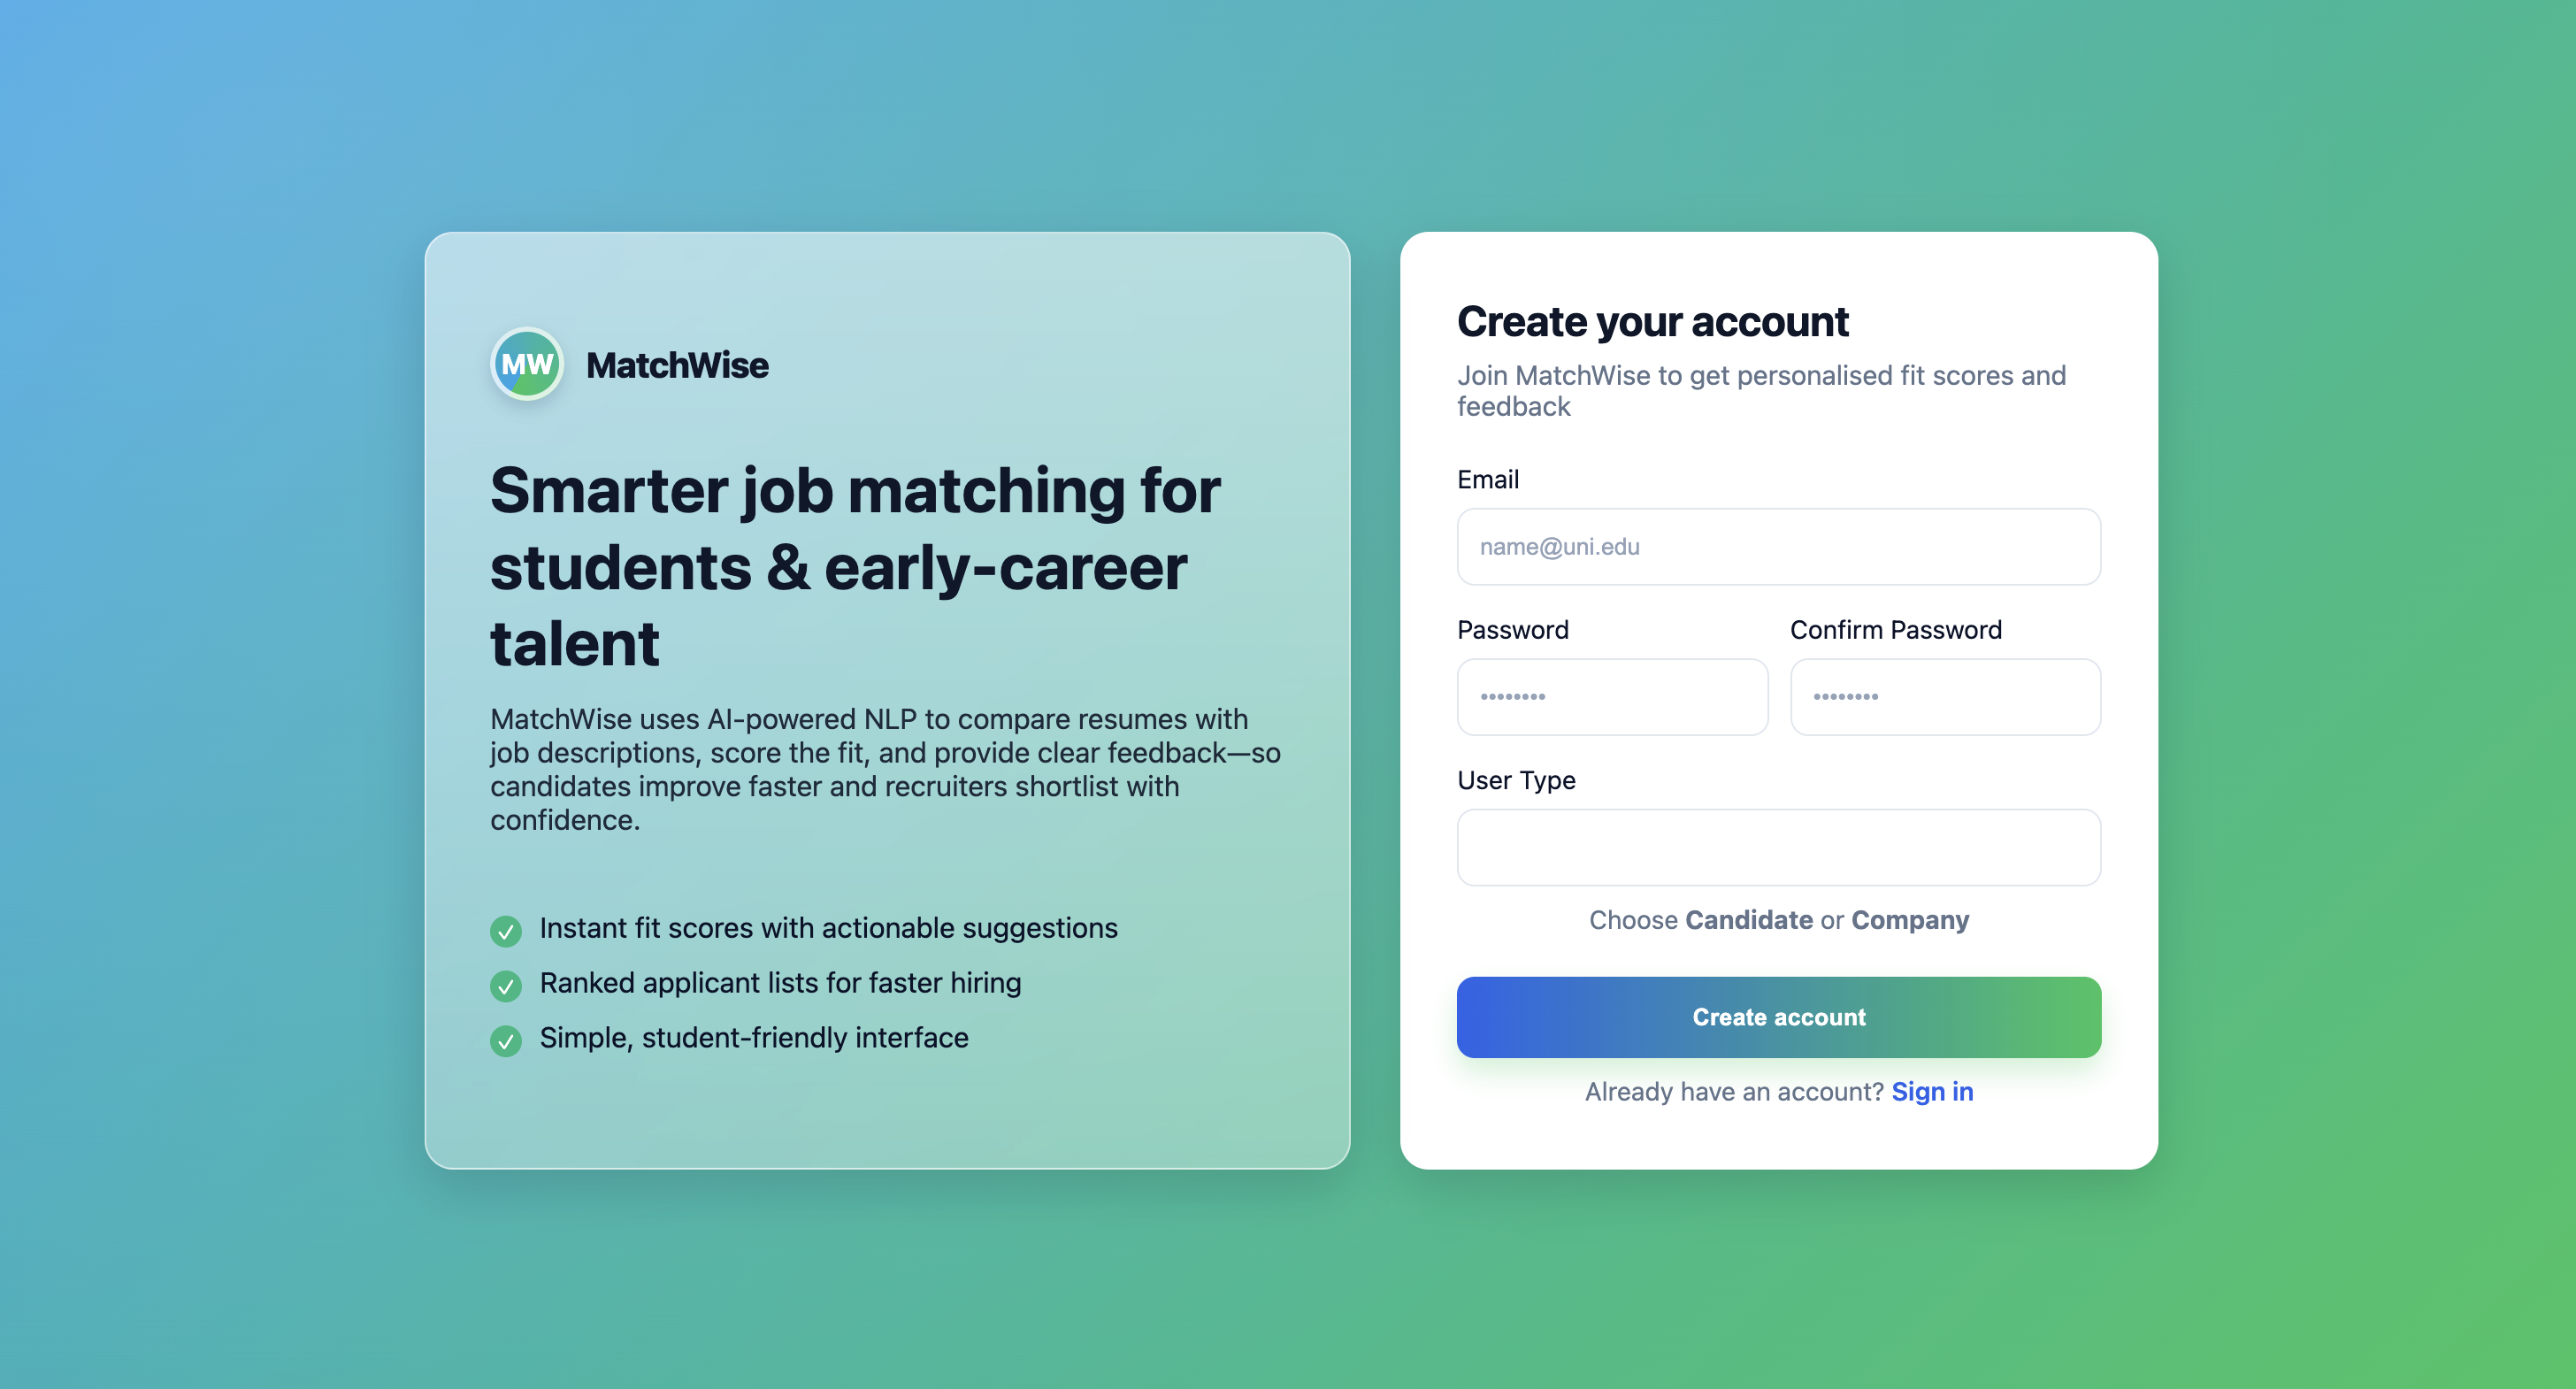 MW
MatchWise
Smarter job matching for
students & early-career
talent
MatchWise uses AI-powered NLP to compare resumes with
job descriptions, score the fit, and provide clear feedback—so
candidates improve faster and recruiters shortlist with
confidence.
Instant fit scores with actionable suggestions
Ranked applicant lists for faster hiring
Simple, student-friendly interface
Create your account
Join MatchWise to get personalised fit scores and
feedback
Email
name@uni.edu
Password
Confirm Password
••••••••
••••••••
User Type
Choose Candidate or Company
Create account
Already have an account? Sign in